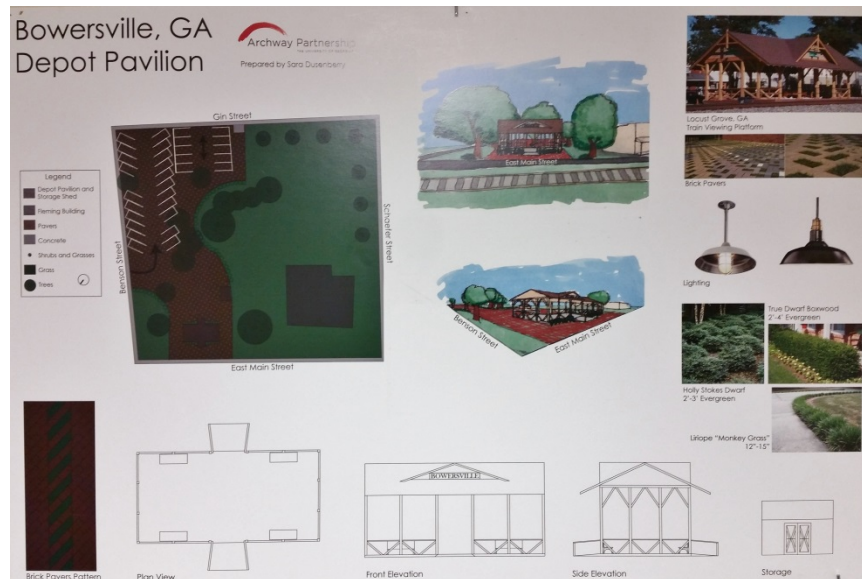 Bowersville, GA
Depot Pavilion
Archway Partnership
Prepared by Sara Dusenberry
Gin Street
Legend
Depot Pavilion and
Storage Shed
Fleming Building
Pavers
Concrete
Shrubs and Grasses
Grass
Trees
Benson Street
Schaefer Street
East Main Street
East Main Street
Benson Street
East Main Street
Locust Grove, GA
Train Viewing Platform
Brick Pavers
Lighting
True Dwarf Boxwood
2'-4' Evergreen
Holly Stokes Dwarf
2'-3' Evergreen
Liriope "Monkey Grass"
12"-15"
Brick Pavers Pattern
Plan View
BOWERSVILLE
Front Elevation
Side Elevation
Storage